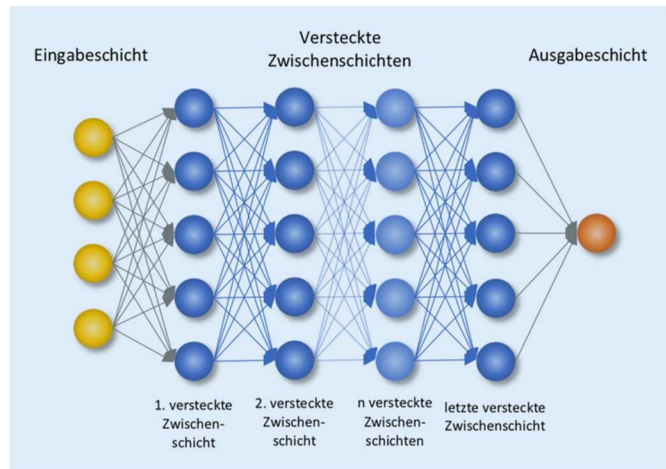 Eingabeschicht
Versteckte
Zwischenschichten
Ausgabeschicht
1. versteckte
Zwischen-
schicht
2. versteckte
Zwischen-
schicht
n versteckte
Zwischen-
schichten
letzte versteckte
Zwischenschicht